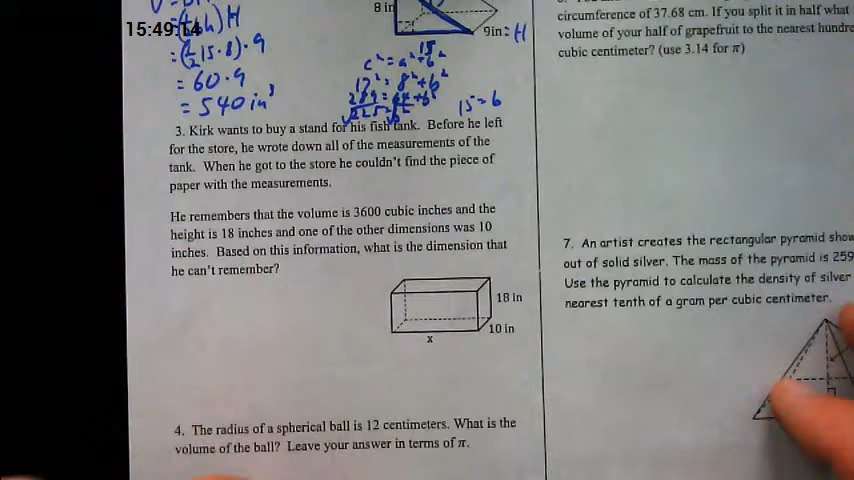 15:49:14
= 60 · 9
= 540 in³
8 in
9in = H
15
c² = a² + b²
17² = 8² + b²
15 = b
3. Kirk wants to buy a stand for his fish tank. Before he left
for the store, he wrote down all of the measurements of the
tank. When he got to the store he couldn't find the piece of
paper with the measurements.
He remembers that the volume is 3600 cubic inches and the
height is 18 inches and one of the other dimensions was 10
inches. Based on this information, what is the dimension that
he can't remember?
18 in
10 in
x
4. The radius of a spherical ball is 12 centimeters. What is the
volume of the ball? Leave your answer in terms of π.
circumference of 37.68 cm. If you split it in half what
volume of your half of grapefruit to the nearest hundre
cubic centimeter? (use 3.14 for π)
7. An artist creates the rectangular pyramid show
out of solid silver. The mass of the pyramid is 259
Use the pyramid to calculate the density of silver
nearest tenth of a gram per cubic centimeter.